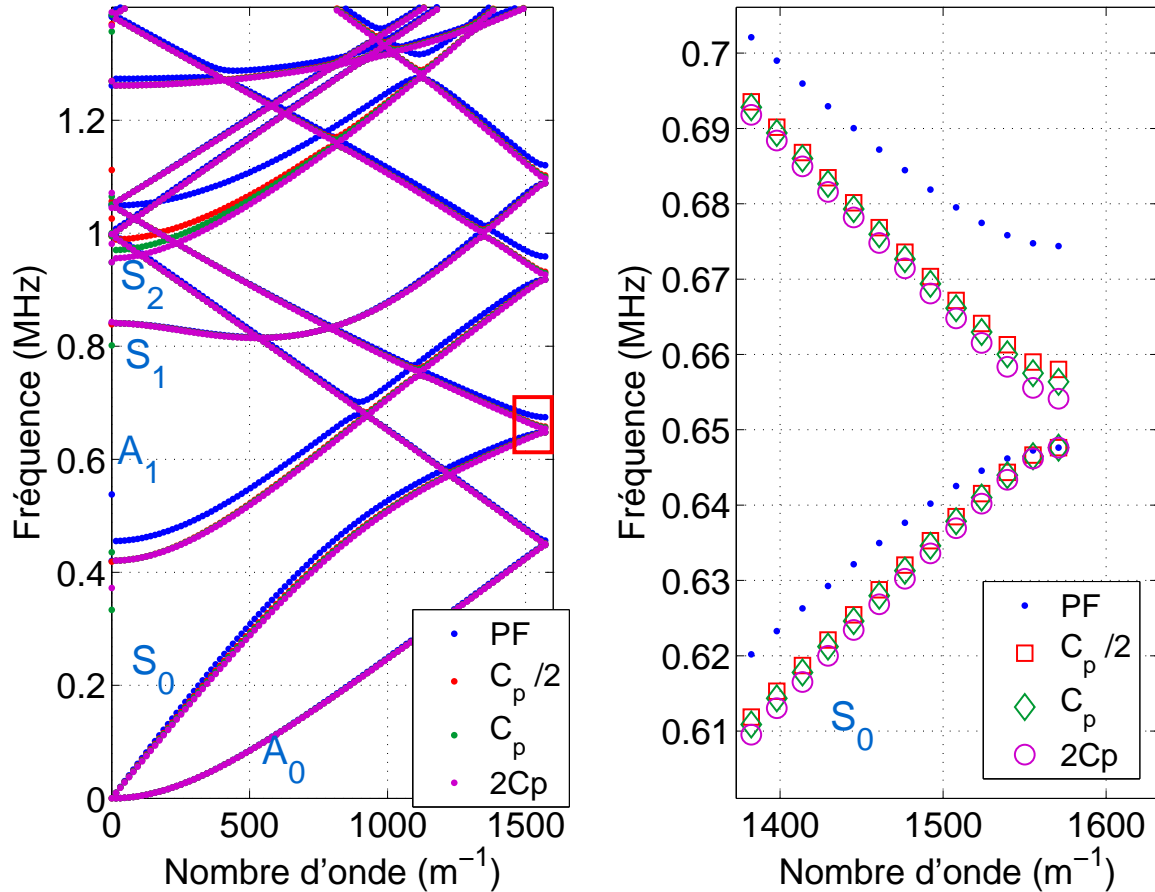 Fréquence (MHz)
1.2
1
0.8
0.6
0.4
0.2
0
S2
S1
A1
S0
A0
PF
Cp /2
Cp
2Cp
0
500
1000
1500
Nombre d'onde (m−1)
Fréquence (MHz)
0.7
0.69
0.68
0.67
0.66
0.65
0.64
0.63
0.62
0.61
S0
PF
Cp /2
Cp
2Cp
1400
1500
1600
Nombre d'onde (m−1)